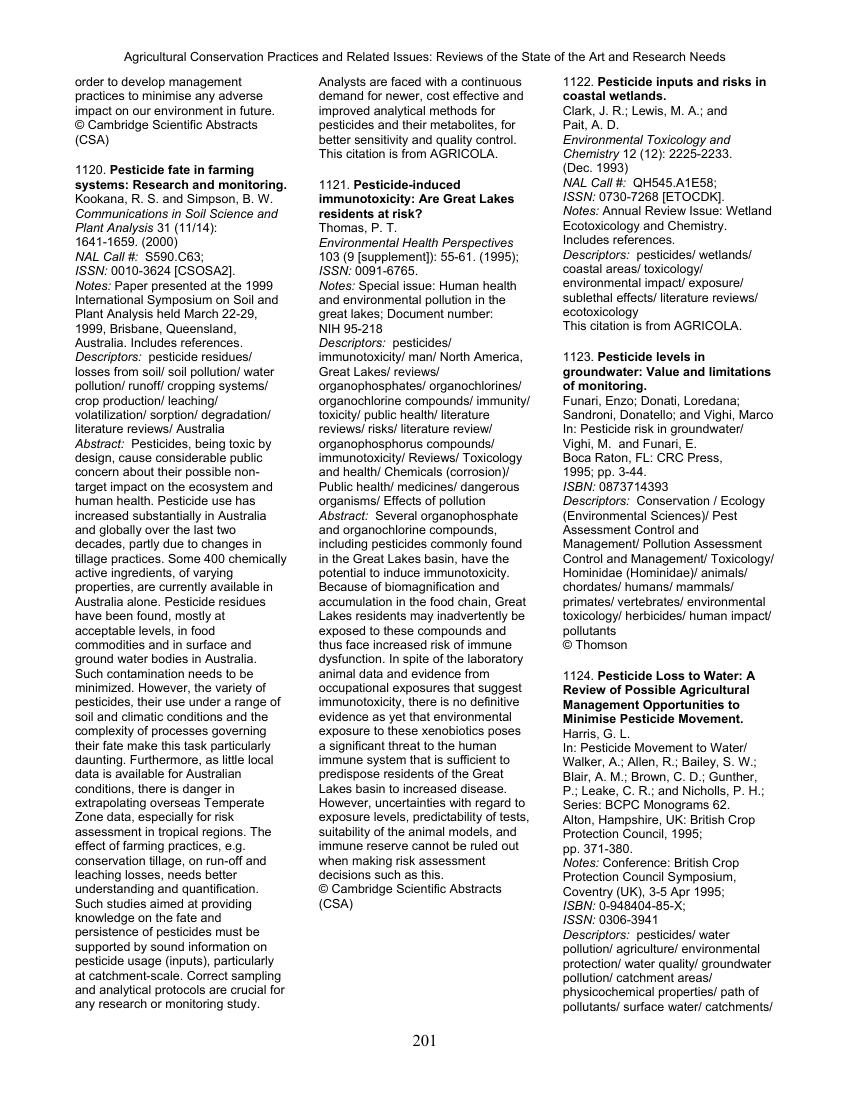 Agricultural Conservation Practices and Related Issues: Reviews of the State of the Art and Research Needs
order to develop management
practices to minimise any adverse
impact on our environment in future.
© Cambridge Scientific Abstracts
(CSA)
1120. Pesticide fate in farming
systems: Research and monitoring.
Kookana, R. S. and Simpson, B. W.
Communications in Soil Science and
Plant Analysis 31 (11/14):
1641-1659. (2000)
NAL Call #: S590.C63;
ISSN: 0010-3624 [CSOSA2].
Notes: Paper presented at the 1999
International Symposium on Soil and
Plant Analysis held March 22-29,
1999, Brisbane, Queensland,
Australia. Includes references.
Descriptors: pesticide residues/
losses from soil/ soil pollution/ water
pollution/ runoff/ cropping systems/
crop production/ leaching/
volatilization/ sorption/ degradation/
literature reviews/ Australia
Abstract: Pesticides, being toxic by
design, cause considerable public
concern about their possible non-
target impact on the ecosystem and
human health. Pesticide use has
increased substantially in Australia
and globally over the last two
decades, partly due to changes in
tillage practices. Some 400 chemically
active ingredients, of varying
properties, are currently available in
Australia alone. Pesticide residues
have been found, mostly at
acceptable levels, in food
commodities and in surface and
ground water bodies in Australia.
Such contamination needs to be
minimized. However, the variety of
pesticides, their use under a range of
soil and climatic conditions and the
complexity of processes governing
their fate make this task particularly
daunting. Furthermore, as little local
data is available for Australian
conditions, there is danger in
extrapolating overseas Temperate
Zone data, especially for risk
assessment in tropical regions. The
effect of farming practices, e.g.
conservation tillage, on run-off and
leaching losses, needs better
understanding and quantification.
Such studies aimed at providing
knowledge on the fate and
persistence of pesticides must be
supported by sound information on
pesticide usage (inputs), particularly
at catchment-scale. Correct sampling
and analytical protocols are crucial for
any research or monitoring study.
Analysts are faced with a continuous
demand for newer, cost effective and
improved analytical methods for
pesticides and their metabolites, for
better sensitivity and quality control.
This citation is from AGRICOLA.
1121. Pesticide-induced
immunotoxicity: Are Great Lakes
residents at risk?
Thomas, P. T.
Environmental Health Perspectives
103 (9 [supplement]): 55-61. (1995);
ISSN: 0091-6765.
Notes: Special issue: Human health
and environmental pollution in the
great lakes; Document number:
NIH 95-218
Descriptors: pesticides/
immunotoxicity/ man/ North America,
Great Lakes/ reviews/
organophosphates/ organochlorines/
organochlorine compounds/ immunity/
toxicity/ public health/ literature
reviews/ risks/ literature review/
organophosphorus compounds/
immunotoxicity/ Reviews/ Toxicology
and health/ Chemicals (corrosion)/
Public health/ medicines/ dangerous
organisms/ Effects of pollution
Abstract: Several organophosphate
and organochlorine compounds,
including pesticides commonly found
in the Great Lakes basin, have the
potential to induce immunotoxicity.
Because of biomagnification and
accumulation in the food chain, Great
Lakes residents may inadvertently be
exposed to these compounds and
thus face increased risk of immune
dysfunction. In spite of the laboratory
animal data and evidence from
occupational exposures that suggest
immunotoxicity, there is no definitive
evidence as yet that environmental
exposure to these xenobiotics poses
a significant threat to the human
immune system that is sufficient to
predispose residents of the Great
Lakes basin to increased disease.
However, uncertainties with regard to
exposure levels, predictability of tests,
suitability of the animal models, and
immune reserve cannot be ruled out
when making risk assessment
decisions such as this.
© Cambridge Scientific Abstracts
(CSA)
1122. Pesticide inputs and risks in
coastal wetlands.
Clark, J. R.; Lewis, M. A.; and
Pait, A. D.
Environmental Toxicology and
Chemistry 12 (12): 2225-2233.
(Dec. 1993)
NAL Call #: QH545.A1E58;
ISSN: 0730-7268 [ETOCDK].
Notes: Annual Review Issue: Wetland
Ecotoxicology and Chemistry.
Includes references.
Descriptors: pesticides/ wetlands/
coastal areas/ toxicology/
environmental impact/ exposure/
sublethal effects/ literature reviews/
ecotoxicology
This citation is from AGRICOLA.
1123. Pesticide levels in
groundwater: Value and limitations
of monitoring.
Funari, Enzo; Donati, Loredana;
Sandroni, Donatello; and Vighi, Marco
In: Pesticide risk in groundwater/
Vighi, M. and Funari, E.
Boca Raton, FL: CRC Press,
1995; pp. 3-44.
ISBN: 0873714393
Descriptors: Conservation / Ecology
(Environmental Sciences)/ Pest
Assessment Control and
Management/ Pollution Assessment
Control and Management/ Toxicology/
Hominidae (Hominidae)/ animals/
chordates/ humans/ mammals/
primates/ vertebrates/ environmental
toxicology/ herbicides/ human impact/
pollutants
© Thomson
1124. Pesticide Loss to Water: A
Review of Possible Agricultural
Management Opportunities to
Minimise Pesticide Movement.
Harris, G. L.
In: Pesticide Movement to Water/
Walker, A.; Allen, R.; Bailey, S. W.;
Blair, A. M.; Brown, C. D.; Gunther,
P.; Leake, C. R.; and Nicholls, P. H.;
Series: BCPC Monograms 62.
Alton, Hampshire, UK: British Crop
Protection Council, 1995;
pp. 371-380.
Notes: Conference: British Crop
Protection Council Symposium,
Coventry (UK), 3-5 Apr 1995;
ISBN: 0-948404-85-X;
ISSN: 0306-3941
Descriptors: pesticides/ water
pollution/ agriculture/ environmental
protection/ water quality/ groundwater
pollution/ catchment areas/
physicochemical properties/ path of
pollutants/ surface water/ catchments/
201